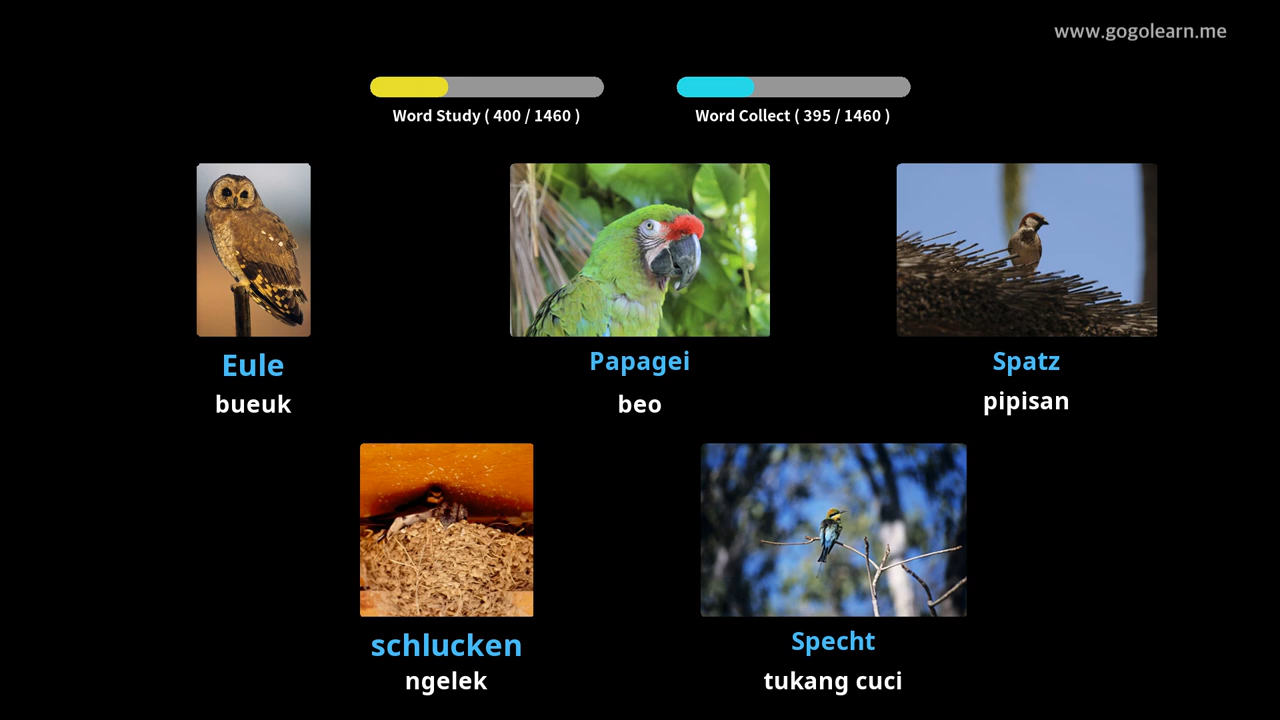 www.gogolearn.me
Word Study ( 400 / 1460 )
Word Collect ( 395 / 1460 )
Eule
bueuk
Papagei
beo
Spatz
pipisan
schlucken
ngelek
Specht
tukang cuci